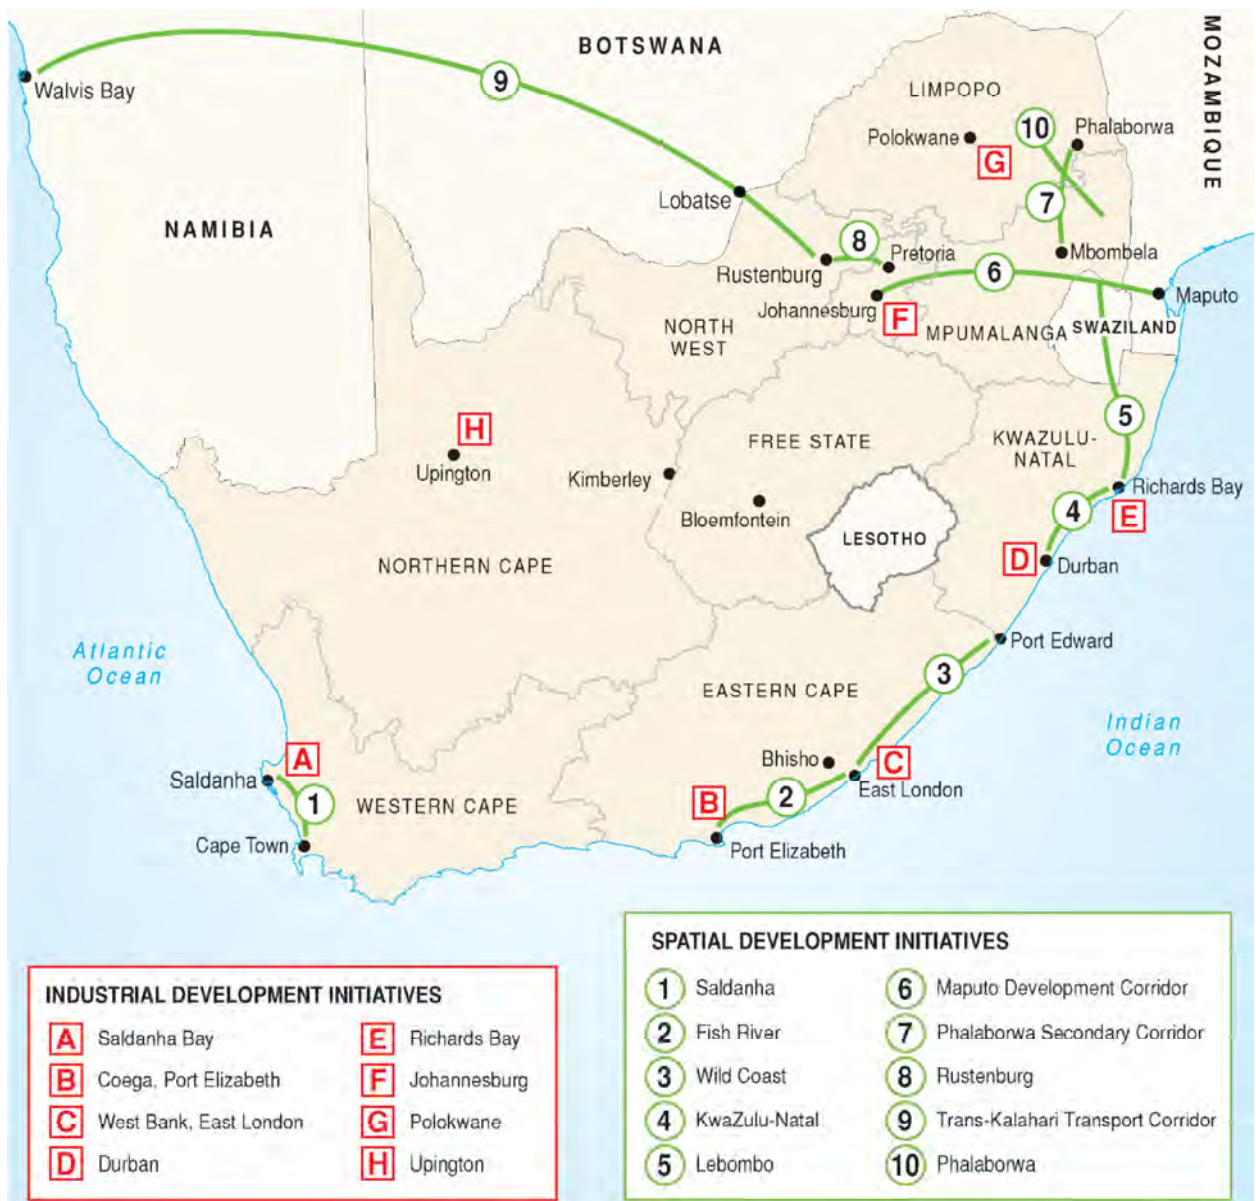 BOTSWANA
MOZAMBIQUE
9
Walvis Bay
LIMPOPO
10
Phalaborwa
Polokwane
G
Lobatse
7
NAMIBIA
8
Pretoria
Mbombela
Rustenburg
6
Maputo
Johannesburg
F
NORTH
WEST
MPUMALANGA
SWAZILAND
5
H
Upington
Kimberley
FREE STATE
KWAZULU-
NATAL
Bloemfontein
Richards Bay
4
E
LESOTHO
D
Durban
NORTHERN CAPE
Atlantic
Ocean
Port Edward
3
EASTERN CAPE
Indian
Ocean
A
Bhisho
C
Saldanha
East London
1
WESTERN CAPE
B
2
Cape Town
Port Elizabeth
INDUSTRIAL DEVELOPMENT INITIATIVES
A Saldanha Bay
B Coega, Port Elizabeth
C West Bank, East London
D Durban
E Richards Bay
F Johannesburg
G Polokwane
H Upington
SPATIAL DEVELOPMENT INITIATIVES
1 Saldanha
2 Fish River
3 Wild Coast
4 KwaZulu-Natal
5 Lebombo
6 Maputo Development Corridor
7 Phalaborwa Secondary Corridor
8 Rustenburg
9 Trans-Kalahari Transport Corridor
10 Phalaborwa